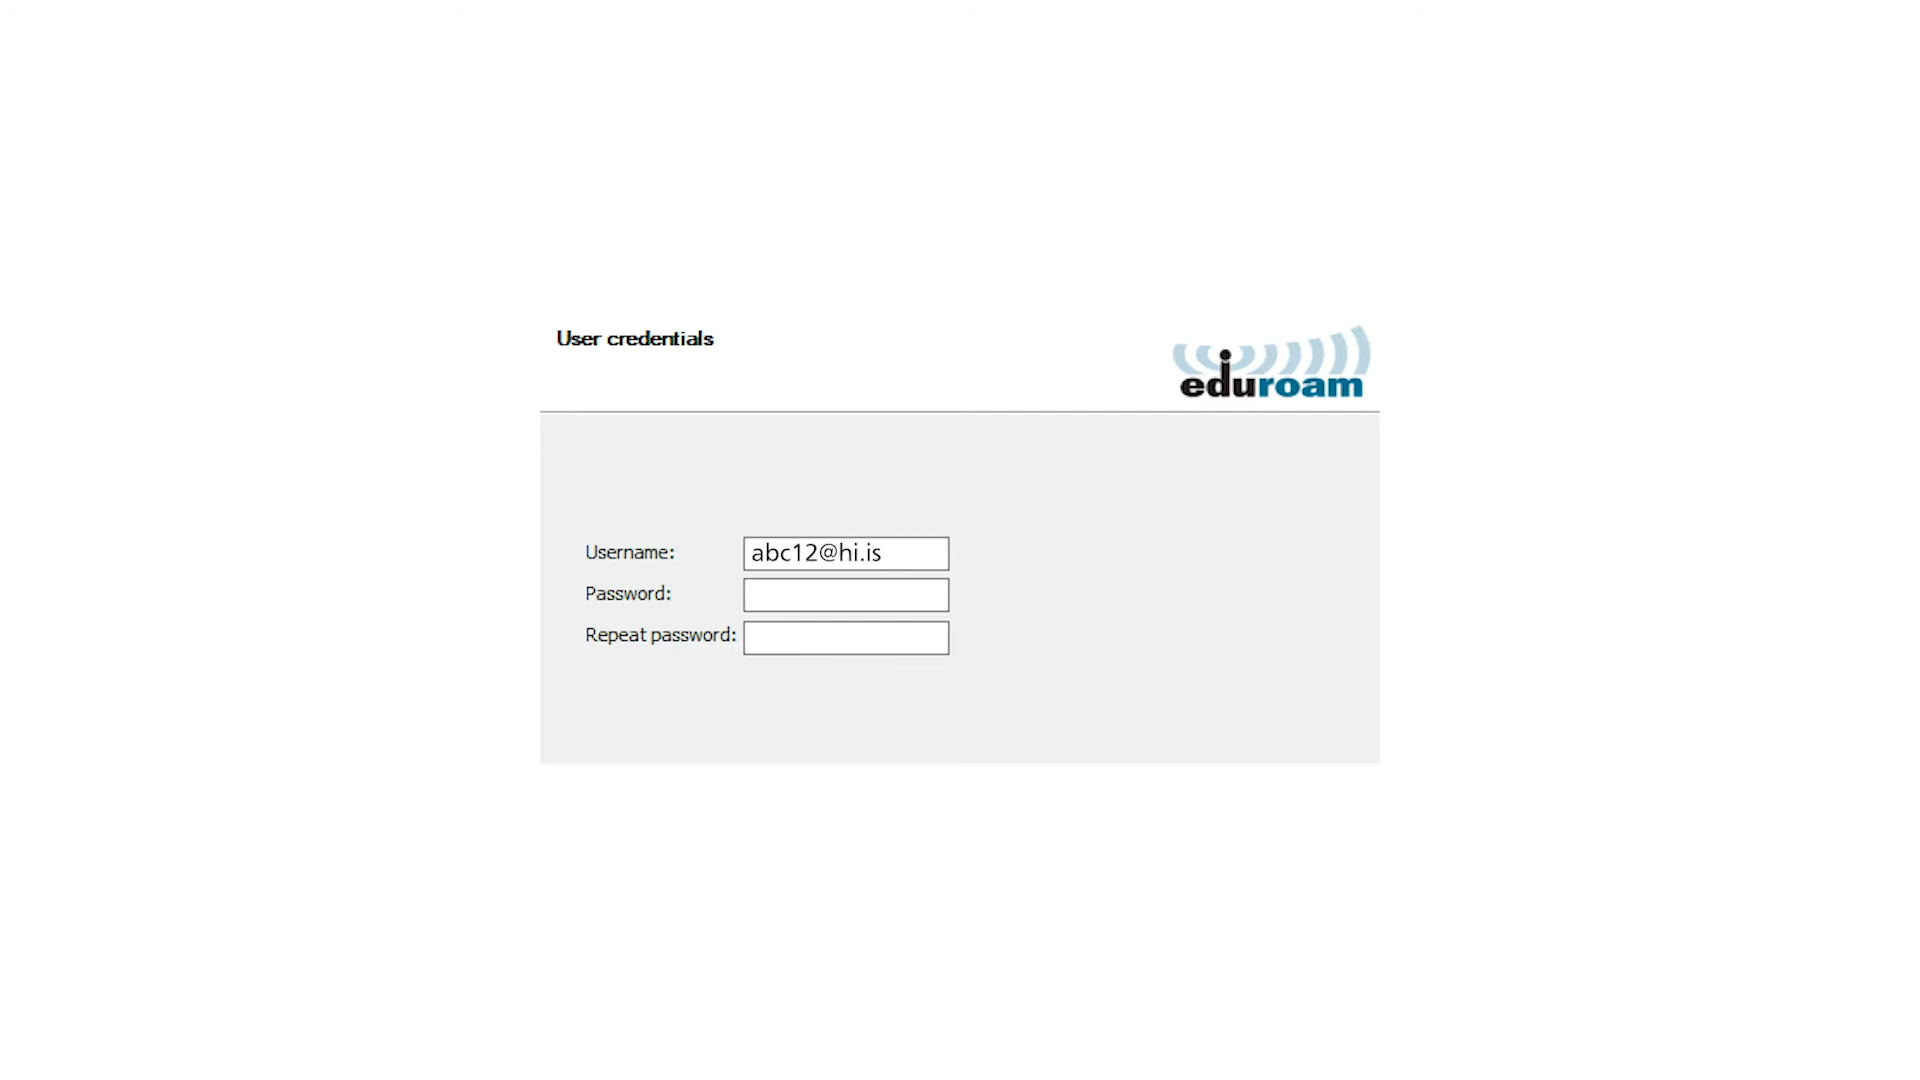 User credentials
eduroam
Username: abc12@hi.is
Password:
Repeat password: